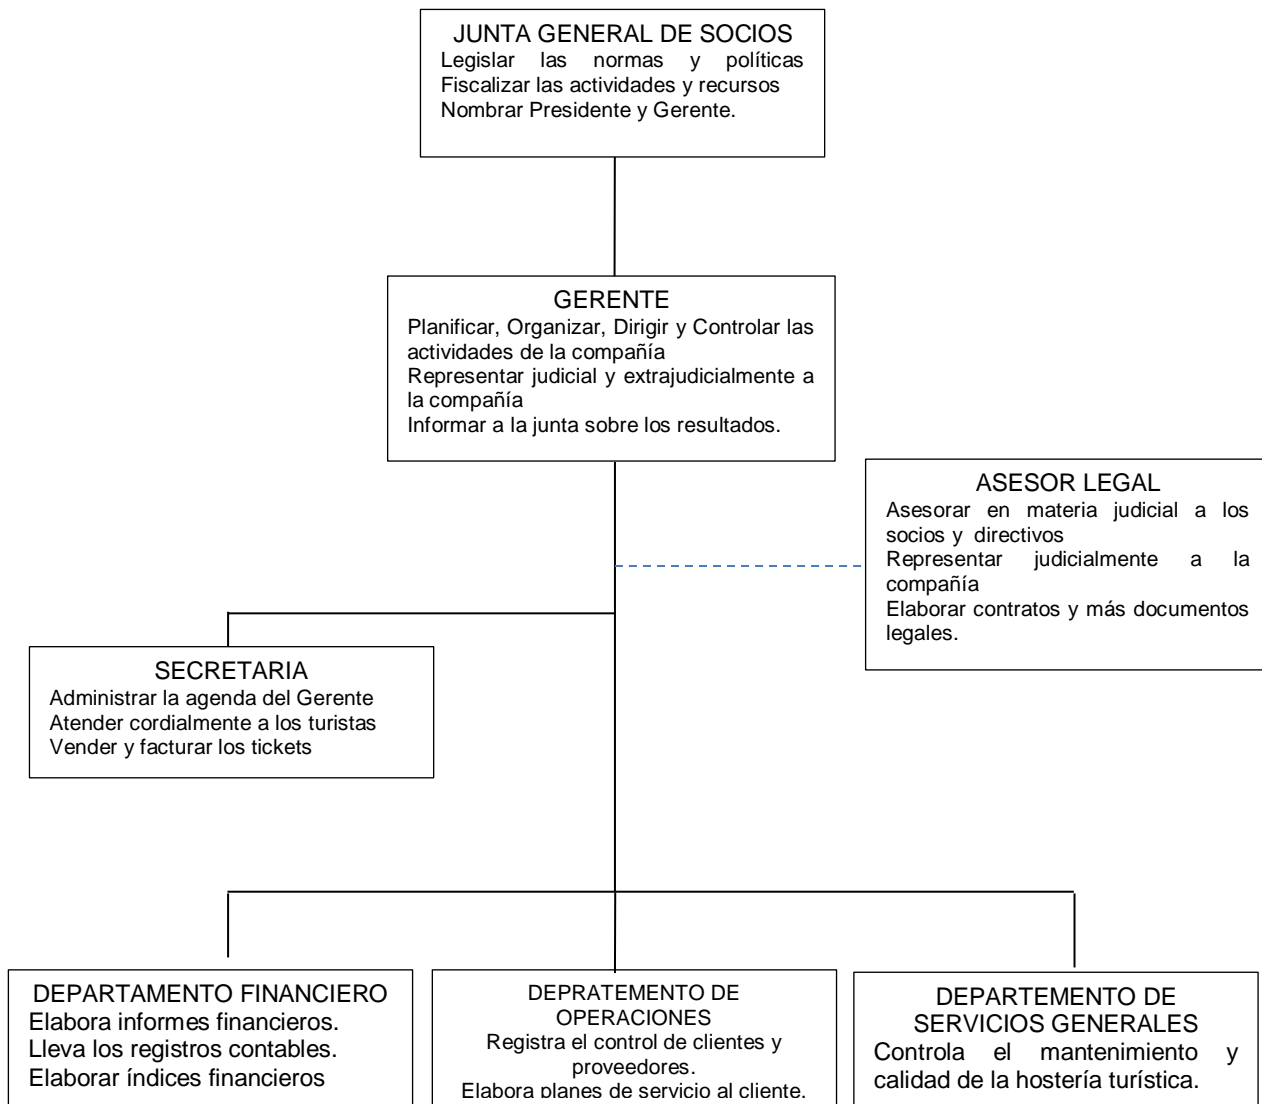 JUNTA GENERAL DE SOCIOS
Legislar las normas y políticas
Fiscalizar las actividades y recursos
Nombrar Presidente y Gerente.
GERENTE
Planificar, Organizar, Dirigir y Controlar las
actividades de la compañía
Representar judicial y extrajudicialmente a
la compañía
Informar a la junta sobre los resultados.
ASESOR LEGAL
Asesorar en materia judicial a los
socios y directivos
Representar judicialmente a la
compañía
Elaborar contratos y más documentos
legales.
SECRETARIA
Administrar la agenda del Gerente
Atender cordialmente a los turistas
Vender y facturar los tickets
DEPARTAMENTO FINANCIERO
Elabora informes financieros.
Lleva los registros contables.
Elaborar índices financieros
DEPRATEMENTO DE
OPERACIONES
Registra el control de clientes y
proveedores.
Elabora planes de servicio al cliente.
DEPARTEMENTO DE
SERVICIOS GENERALES
Controla el mantenimiento y
calidad de la hostería turística.